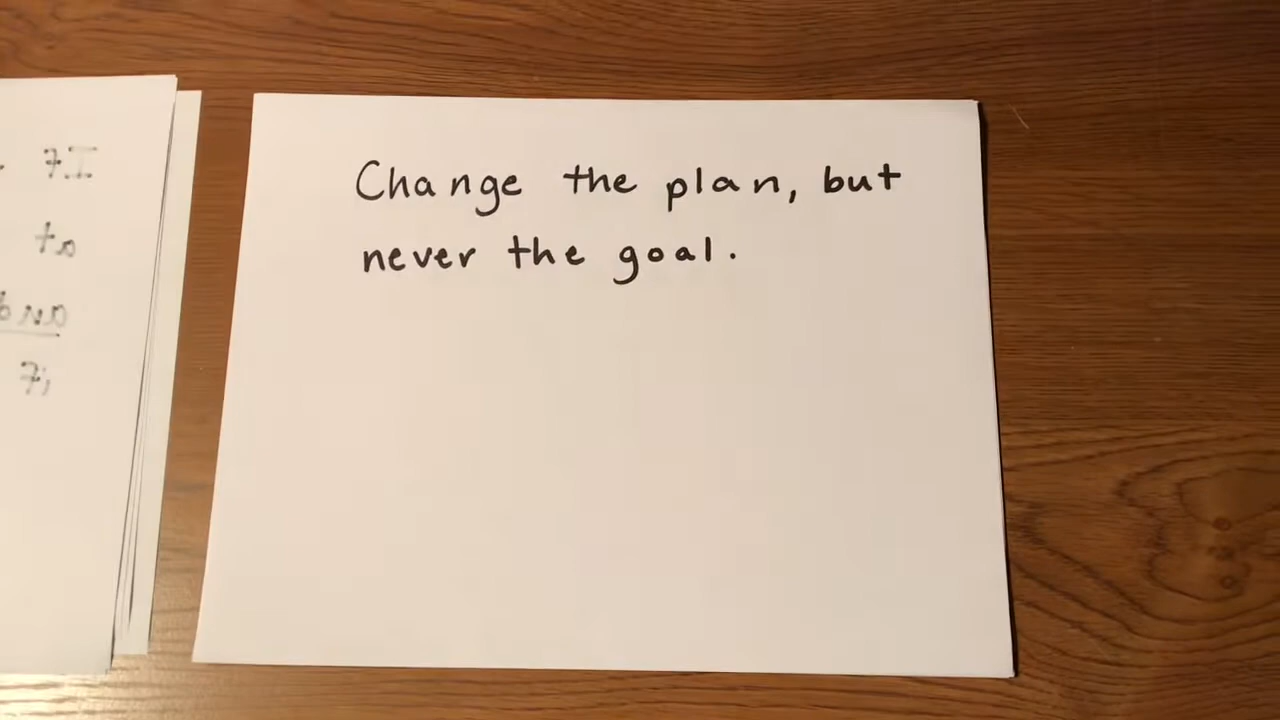 Change the plan, but
never the goal.